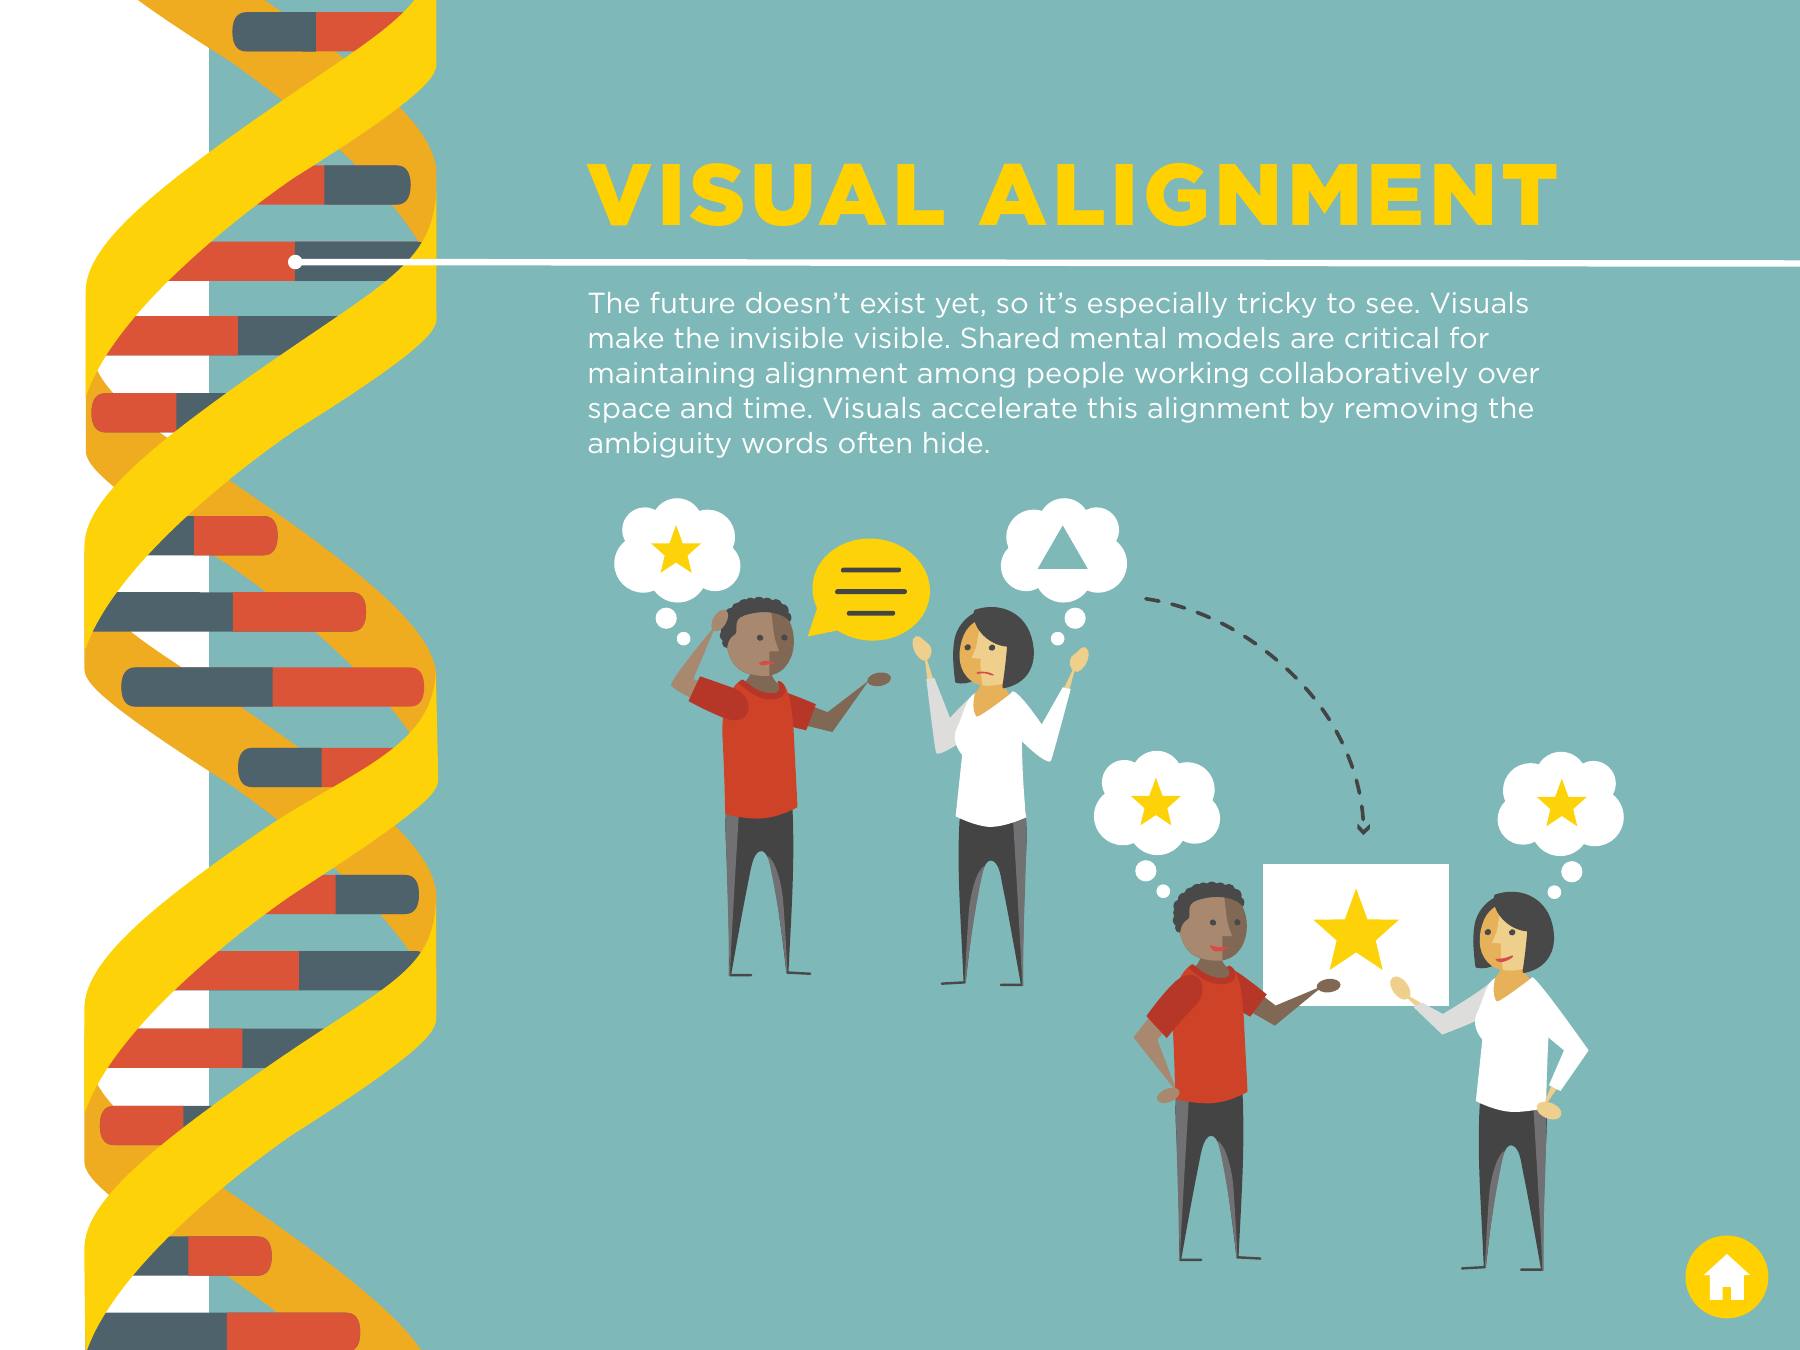 VISUAL ALIGNMENT
The future doesn’t exist yet, so it’s especially tricky to see. Visuals
make the invisible visible. Shared mental models are critical for
maintaining alignment among people working collaboratively over
space and time. Visuals accelerate this alignment by removing the
ambiguity words often hide.